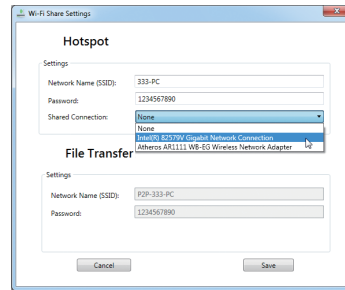 Wi-Fi Share Settings
Hotspot
Settings
Network Name (SSID): 333-PC
Password: 1234567890
Shared Connection: None
None
Intel(R) 82579V Gigabit Network Connection
Atheros AR1111 WB-EG Wireless Network Adapter
File Transfer
Settings
Network Name (SSID): P2P-333-PC
Password: 1234567890
Cancel Save